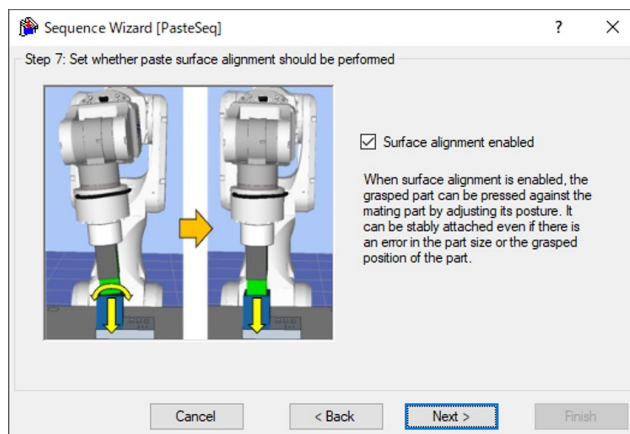 Sequence Wizard [PasteSeq]
?
×
Step 7: Set whether paste surface alignment should be performed
Surface alignment enabled
When surface alignment is enabled, the
grasped part can be pressed against the
mating part by adjusting its posture. It
can be stably attached even if there is
an error in the part size or the grasped
position of the part.
Cancel
< Back
Next >
Finish